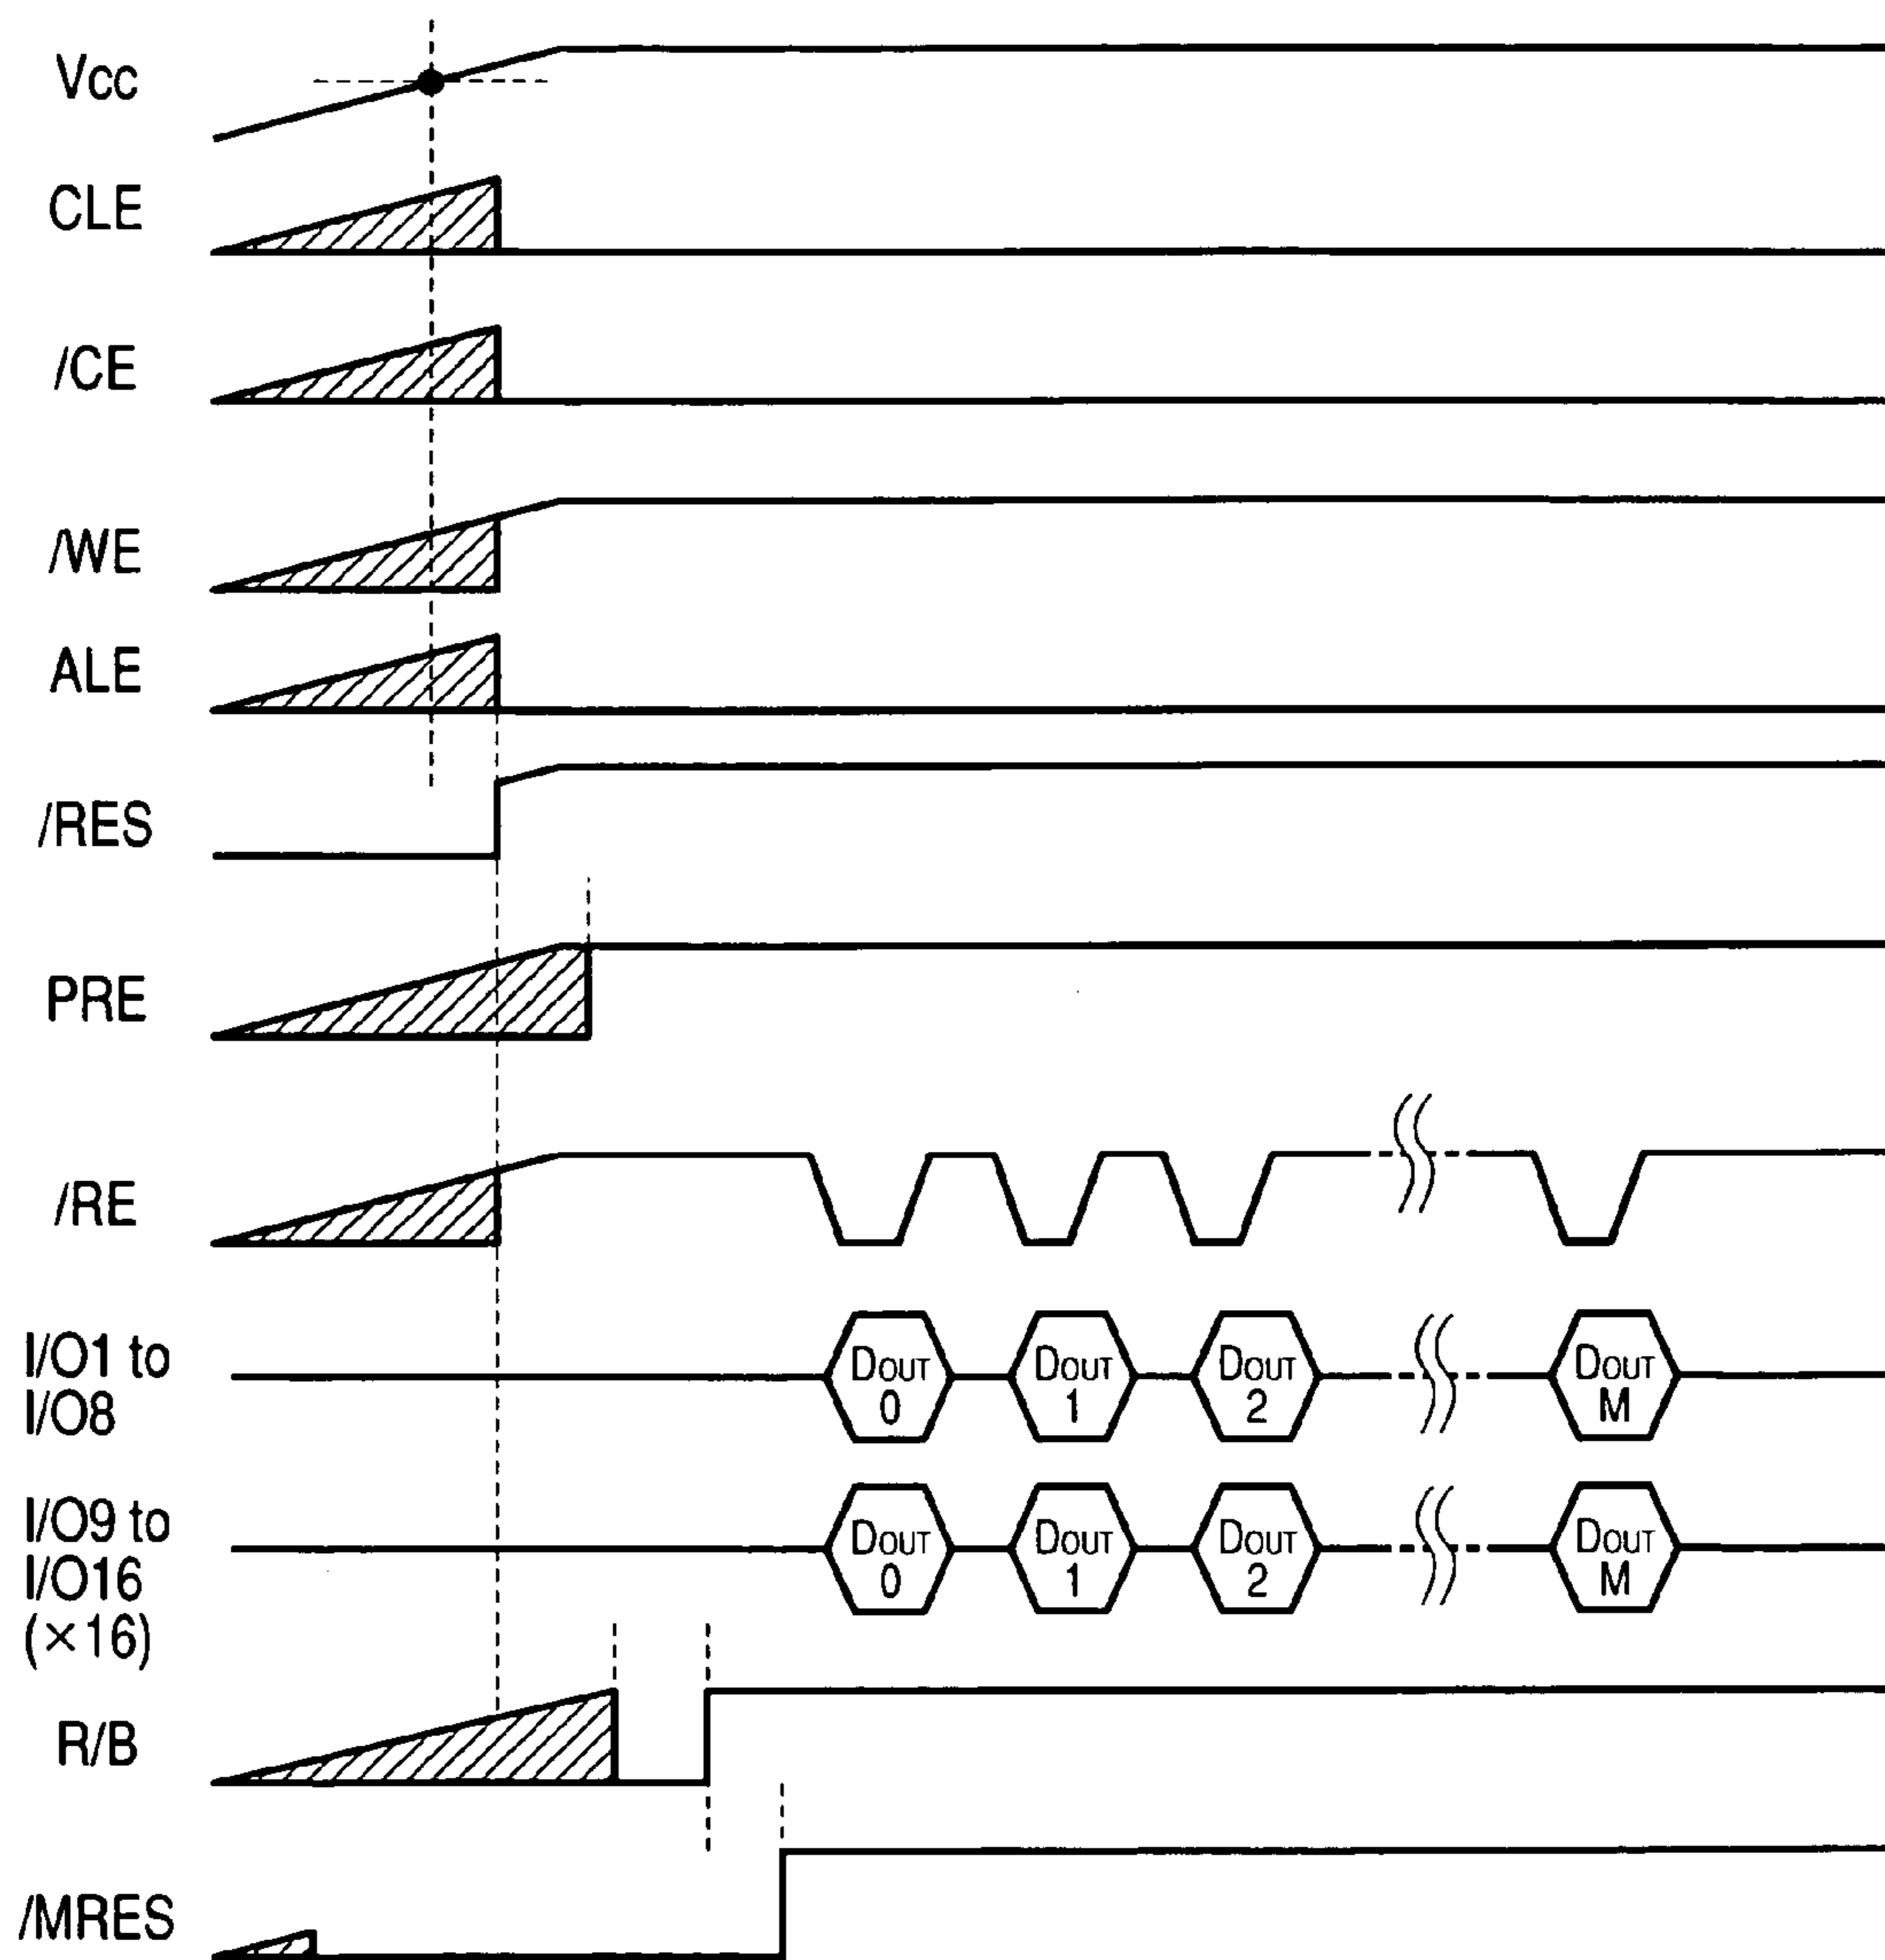 Vcc
CLE
/CE
/WE
ALE
/RES
PRE
/RE
I/O1 to
I/O8
DOUT
0
DOUT
1
DOUT
2
DOUT
M
I/O9 to
I/O16
(×16)
DOUT
0
DOUT
1
DOUT
2
DOUT
M
R/B
/MRES